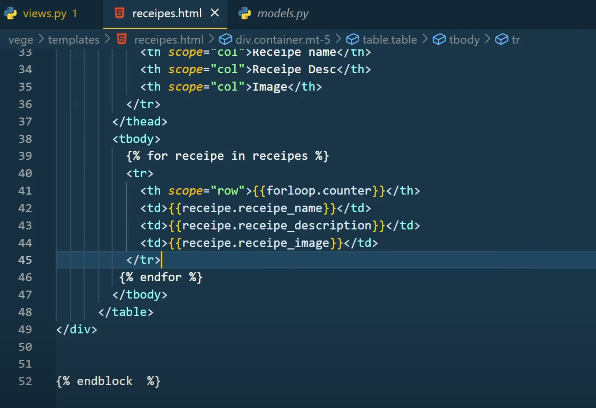 views.py 1 receipes.html × models.py
vege > templates > receipes.html > div.container.mt-5 > table.table > tbody > tr
33 <th scope="col">Receipe name</th>
34 <th scope="col">Receipe Desc</th>
35 <th scope="col">Image</th>
36 </tr>
37 </thead>
38 <tbody>
39 {% for receipe in receipes %}
40 <tr>
41 <th scope="row">{{forloop.counter}}</th>
42 <td>{{receipe.receipe_name}}</td>
43 <td>{{receipe.receipe_description}}</td>
44 <td>{{receipe.receipe_image}}</td>
45 </tr>
46 {% endfor %}
47 </tbody>
48 </table>
49 </div>
50
51
52 {% endblock  %}